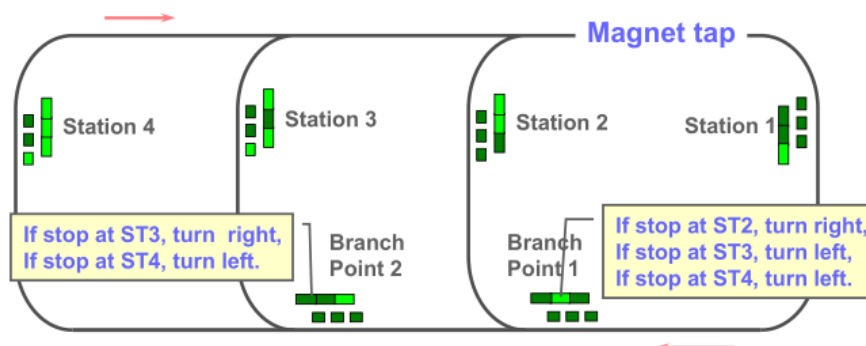 Magnet tap
Station 4
Station 3
Station 2
Station 1
If stop at ST3, turn right,
If stop at ST4, turn left.
Branch
Point 2
Branch
Point 1
If stop at ST2, turn right,
If stop at ST3, turn left,
If stop at ST4, turn left.